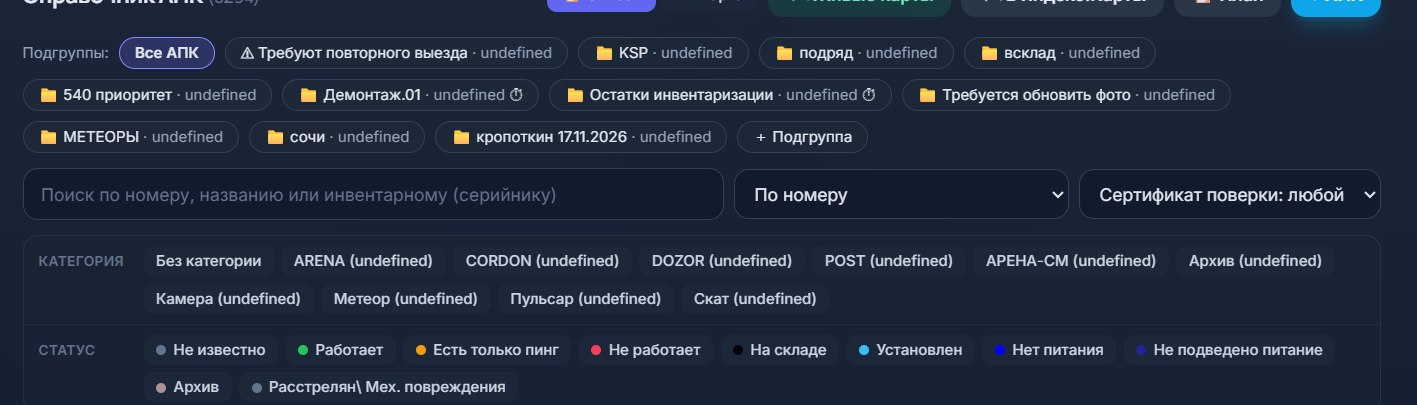 Справочник АПК (6294)
Подгруппы: Все АПК ⚠ Требуют повторного выезда · undefined KSP · undefined подряд · undefined всклад · undefined
540 приоритет · undefined Демонтаж.01 · undefined ⏱ Остатки инвентаризации · undefined ⏱ Требуется обновить фото · undefined
МЕТЕОРЫ · undefined сочи · undefined кропоткин 17.11.2026 · undefined + Подгруппа
Поиск по номеру, названию или инвентарному (серийнику) По номеру Сертификат поверки: любой
КАТЕГОРИЯ Без категории ARENA (undefined) CORDON (undefined) DOZOR (undefined) POST (undefined) АРЕНА-СМ (undefined) Архив (undefined)
Камера (undefined) Метеор (undefined) Пульсар (undefined) Скат (undefined)
СТАТУС Не известно Работает Есть только пинг Не работает На складе Установлен Нет питания Не подведено питание
Архив Расстрелян\ Мех. повреждения